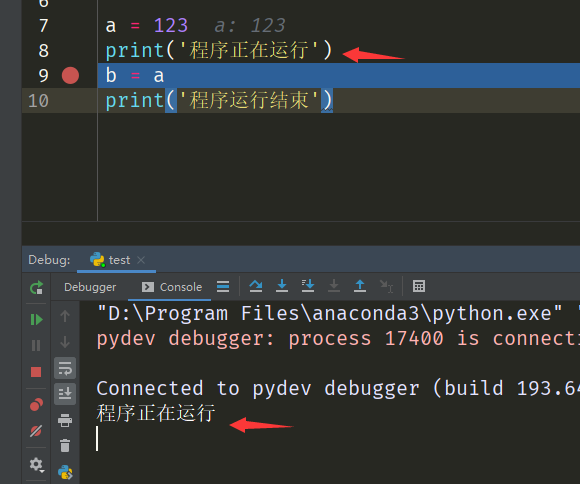 7 a = 123 a: 123
8 print('程序正在运行')
9 b = a
10 print('程序运行结束')
Debug: test
Debugger Console
"D:\Program Files\anaconda3\python.exe" "
pydev debugger: process 17400 is connecti
Connected to pydev debugger (build 193.64
程序正在运行